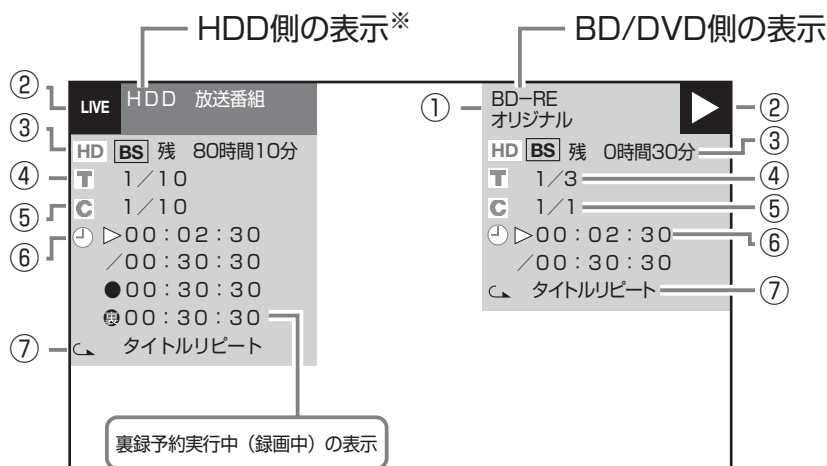 HDD側の表示※
BD/DVD側の表示
②
LIVE
HDD 放送番組
③
HD BS 残 80時間10分
④
T 1/10
⑤
C 1/10
⑥
▷00:02:30
/00:30:30
●00:30:30
裏00:30:30
⑦
タイトルリピート
裏録予約実行中(録画中)の表示
①
BD-RE
オリジナル
②
HD BS 残 0時間30分
③
T 1/3
④
C 1/1
⑤
▷00:02:30
⑥
/00:30:30
タイトルリピート
⑦